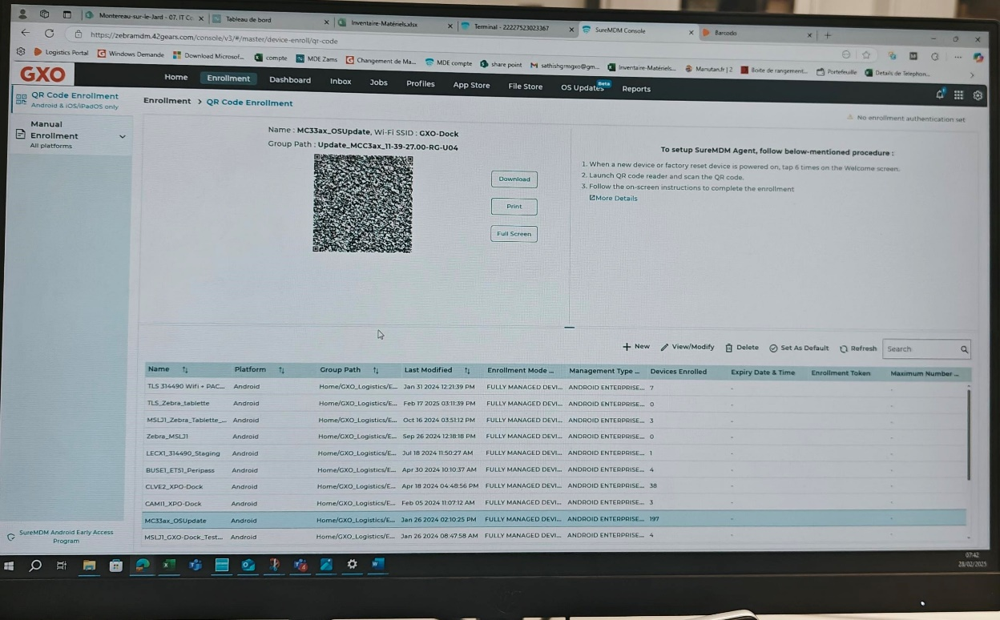 Montereau-sur-le-Jard - 07. IT Co
Tableau de bord
Inventaire-Matériels.xlsx
Terminal - 22227523023367
SureMDM Console
Barcodo
https://zebramdm.42gears.com/console/v3/#/master/device-enroll/qr-code
Logistics Portal
Windows Demande
Download Microsof...
compte
MDE Zams
Changement de Ma...
MDE compte
share point
sathishgrmgxo@gm...
Inventaire-Matériels...
Manutan.fr | 2
Boite de rangement...
Portefeuille
Details de Telephon...
GXO
Home
Enrollment
Dashboard
Inbox
Jobs
Profiles
App Store
File Store
OS Updates
Beta
Reports
QR Code Enrollment
Android & iOS/iPadOS only
Manual
Enrollment
All platforms
Enrollment > QR Code Enrollment
No enrollment authentication set
Name : MC33ax_OSUpdate, Wi-Fi SSID : GXO-Dock
Group Path : Update_MCC3ax_11-39-27.00-RG-U04
Download
Print
Full Screen
To setup SureMDM Agent, follow below-mentioned procedure :
1. When a new device or factory reset device is powered on, tap 6 times on the Welcome screen.
2. Launch QR code reader and scan the QR code.
3. Follow the on-screen instructions to complete the enrollment
More Details
New
View/Modify
Delete
Set As Default
Refresh
Search
Name Platform Group Path Last Modified Enrollment Mode ... Management Type ... Devices Enrolled Expiry Date & Time Enrollment Token Maximum Number ...
TLS 314490 Wifi + PAC... Android Home/GXO_Logistics/E... Jan 31 2024 12:21:39 PM FULLY MANAGED DEVI... ANDROID ENTERPRISE... 7 - -
TLS_Zebra_tablette Android Home/GXO_Logistics/E... Feb 17 2025 03:11:39 PM FULLY MANAGED DEVI... ANDROID ENTERPRISE... 0 - -
MSLJ1_Zebra_Tablette_... Android Home/GXO_Logistics/E... Oct 16 2024 03:51:12 PM FULLY MANAGED DEVI... ANDROID ENTERPRISE... 3 - -
Zebra_MSLJ1 Android Home/GXO_Logistics/E... Sep 26 2024 12:18:18 PM FULLY MANAGED DEVI... ANDROID ENTERPRISE... 0 - -
LECX1_314490_Staging Android Home/GXO_Logistics/E... Jul 18 2024 11:50:27 AM FULLY MANAGED DEVI... ANDROID ENTERPRISE... 1 - -
BUSE1_ET51_Peripass Android Home/GXO_Logistics/E... Apr 30 2024 10:10:37 AM FULLY MANAGED DEVI... ANDROID ENTERPRISE... 4 - -
CLVE2_XPO-Dock Android Home/GXO_Logistics/E... Apr 18 2024 04:48:56 PM FULLY MANAGED DEVI... ANDROID ENTERPRISE... 38 - -
CAMI1_XPO-Dock Android Home/GXO_Logistics/E... Feb 05 2024 11:07:12 AM FULLY MANAGED DEVI... ANDROID ENTERPRISE... 3 - -
MC33ax_OSUpdate Android Home/GXO_Logistics/E... Jan 26 2024 02:10:25 PM FULLY MANAGED DEVI... ANDROID ENTERPRISE... 197 - -
MSLJ1_GXO-Dock_Test... Android Home/GXO_Logistics/E... Jan 26 2024 08:47:58 AM FULLY MANAGED DEVI... ANDROID ENTERPRISE... 4 - -
SureMDM Android Early Access
Program
07:42
28/02/2025